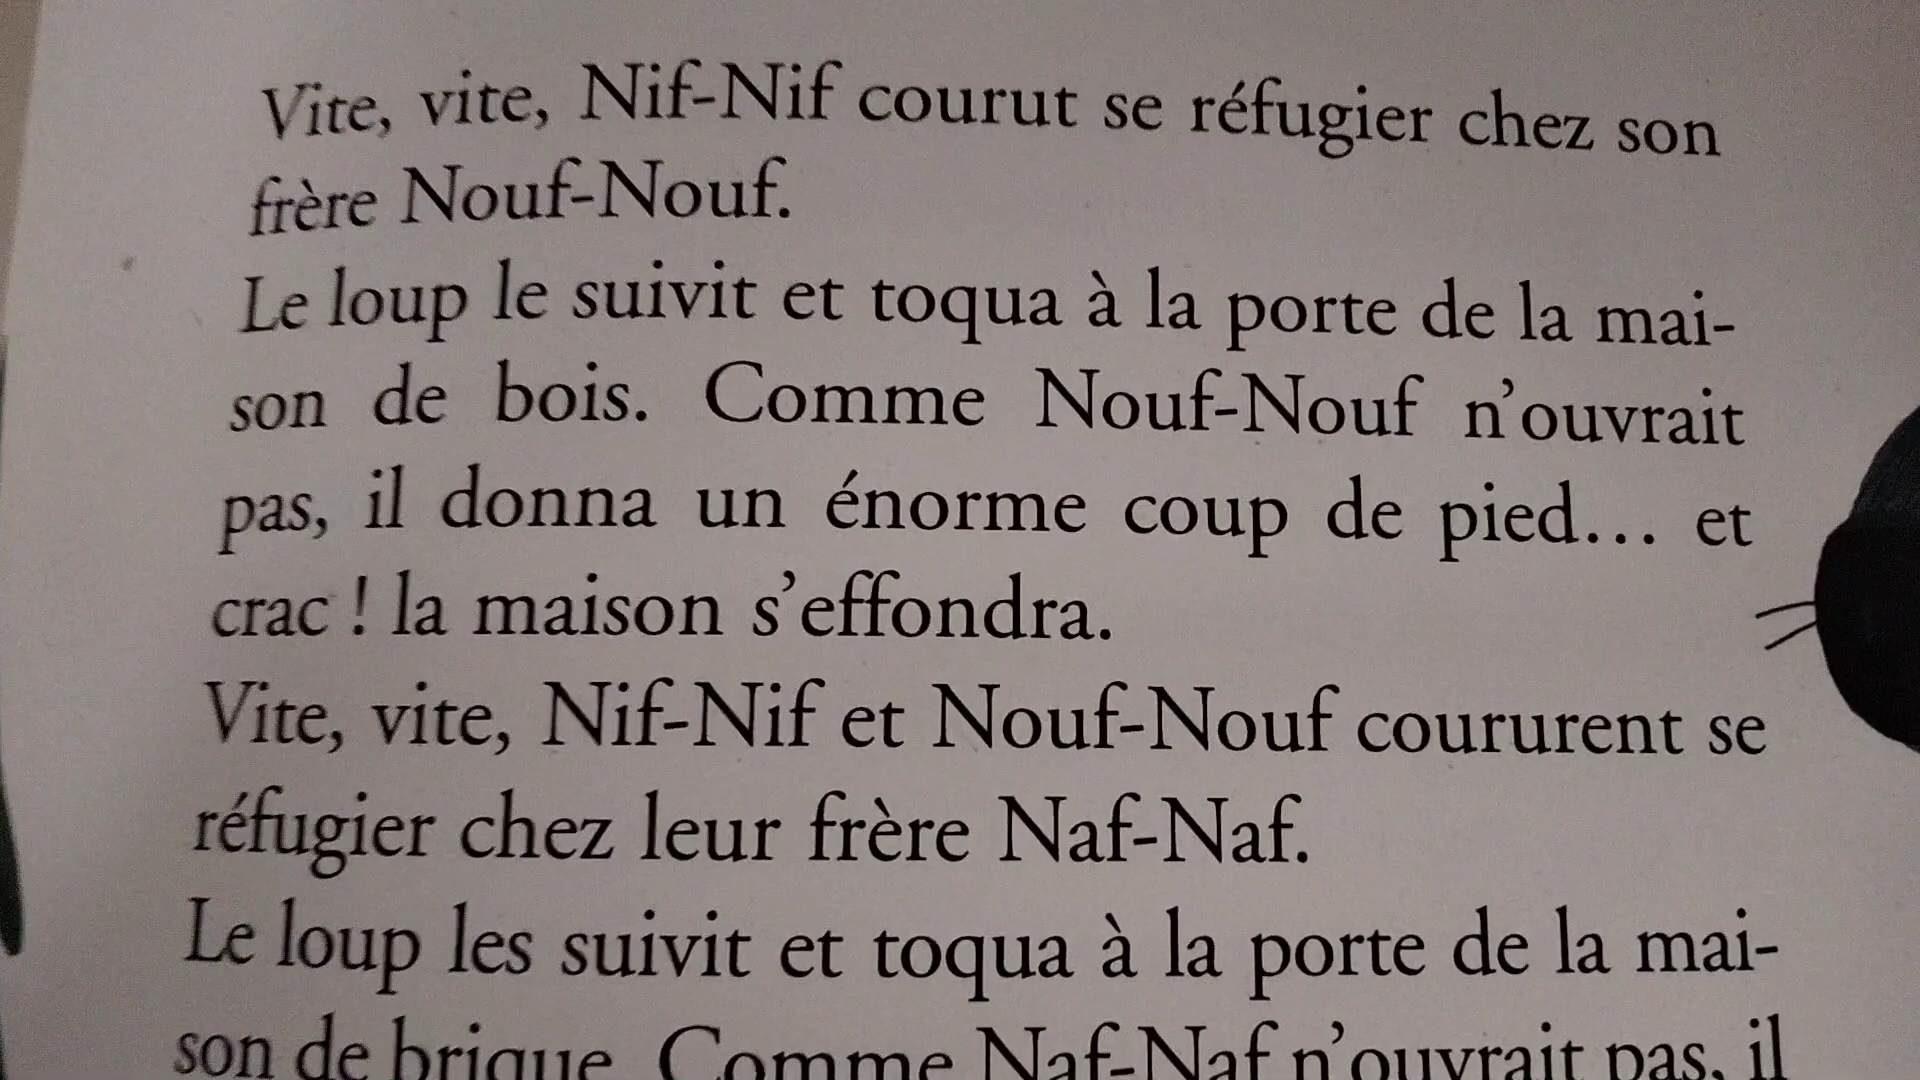 Vite, vite, Nif-Nif courut se réfugier chez son
frère Nouf-Nouf.
Le loup le suivit et toqua à la porte de la mai-
son de bois. Comme Nouf-Nouf n'ouvrait
pas, il donna un énorme coup de pied... et
crac ! la maison s'effondra.
Vite, vite, Nif-Nif et Nouf-Nouf coururent se
réfugier chez leur frère Naf-Naf.
Le loup les suivit et toqua à la porte de la mai-
son de brique. Comme Naf-Naf n'ouvrait pas, il